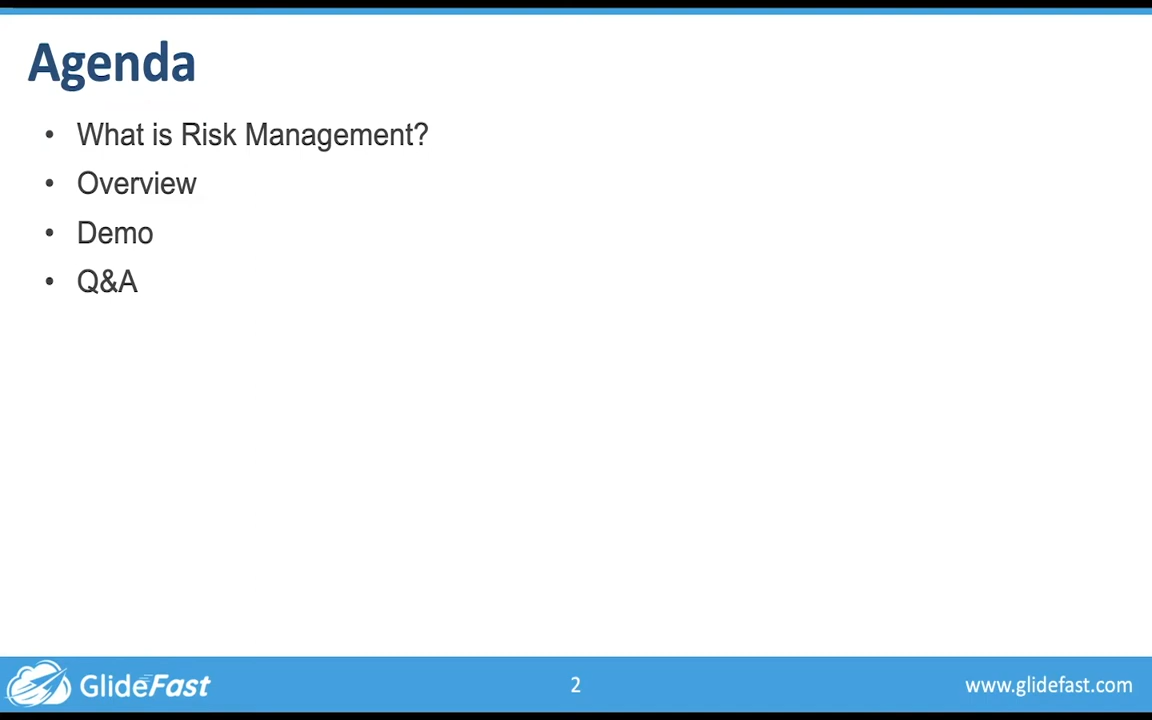 Agenda
• What is Risk Management?
• Overview
• Demo
• Q&A
GlideFast
2
www.glidefast.com